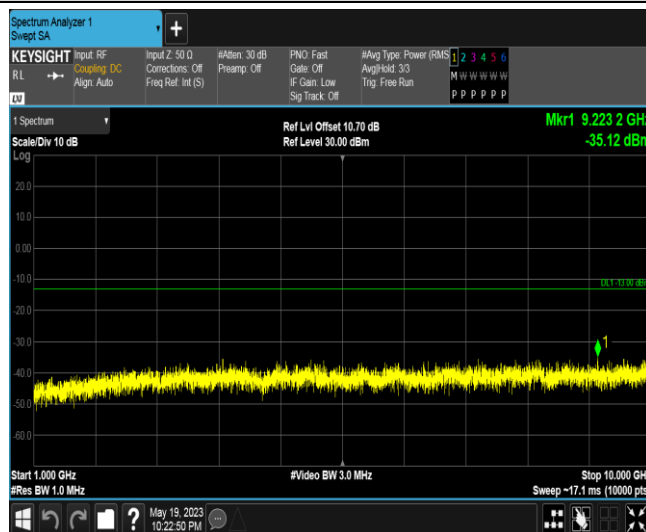 Spectrum Analyzer 1
Swept SA
+
KEYSIGHT Input: RF Input Z: 50 Ω #Atten: 30 dB PNO: Fast #Avg Type: Power (RMS 1 2 3 4 5 6
RL Coupling: DC Corrections: Off Preamp: Off Gate: Off Avg|Hold: 3/3 M W W W W W
Align: Auto Freq Ref: Int (S) IF Gain: Low Trig: Free Run
LXI Sig Track: Off P P P P P P
1 Spectrum Ref Lvl Offset 10.70 dB Mkr1 9.223 2 GHz
Scale/Div 10 dB Ref Level 30.00 dBm -35.12 dBm
Log
20.0
10.0
0.00
-10.0
DL1 -13.00 dBm
-20.0
-30.0
1
-40.0
-50.0
-60.0
Start 1.000 GHz #Video BW 3.0 MHz Stop 10.000 GHz
#Res BW 1.0 MHz Sweep ~17.1 ms (10000 pts
? May 19, 2023
10:22:50 PM